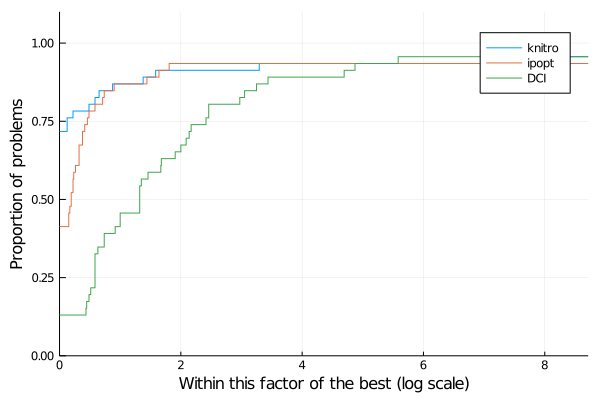 1.00
0.75
0.50
0.25
0.00
Proportion of problems
knitro
ipopt
DCI
0 2 4 6 8
Within this factor of the best (log scale)